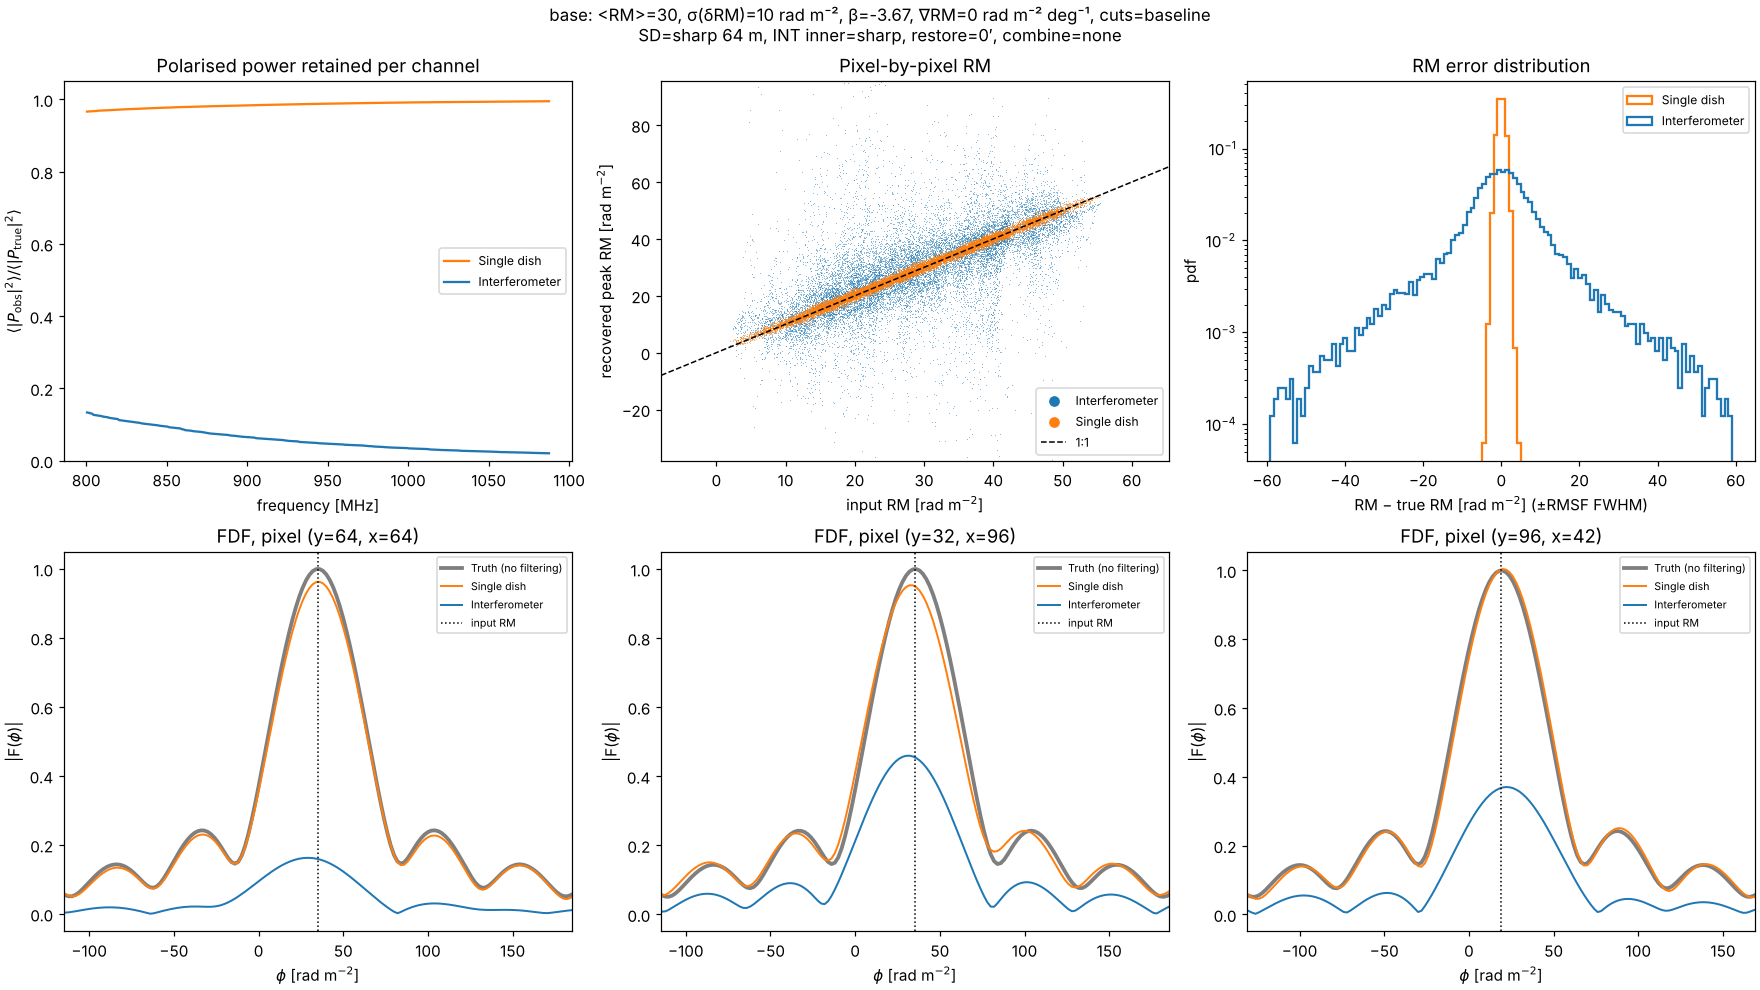 base: <RM>=30, σ(δRM)=10 rad m⁻², β=-3.67, ∇RM=0 rad m⁻² deg⁻¹, cuts=baseline
SD=sharp 64 m, INT inner=sharp, restore=0′, combine=none
Polarised power retained per channel
⟨|P_obs|²⟩/⟨|P_true|²⟩
1.0
0.8
0.6
0.4
0.2
0.0
Single dish
Interferometer
800 850 900 950 1000 1050 1100
frequency [MHz]
Pixel-by-pixel RM
recovered peak RM [rad m⁻²]
80
60
40
20
0
−20
Interferometer
Single dish
1:1
0 10 20 30 40 50 60
input RM [rad m⁻²]
RM error distribution
pdf
10⁻¹
10⁻²
10⁻³
10⁻⁴
Single dish
Interferometer
−60 −40 −20 0 20 40 60
RM − true RM [rad m⁻²] (±RMSF FWHM)
FDF, pixel (y=64, x=64)
|F(ϕ)|
1.0
0.8
0.6
0.4
0.2
0.0
Truth (no filtering)
Single dish
Interferometer
input RM
−100 −50 0 50 100 150
ϕ [rad m⁻²]
FDF, pixel (y=32, x=96)
|F(ϕ)|
1.0
0.8
0.6
0.4
0.2
0.0
Truth (no filtering)
Single dish
Interferometer
input RM
−100 −50 0 50 100 150
ϕ [rad m⁻²]
FDF, pixel (y=96, x=42)
|F(ϕ)|
1.0
0.8
0.6
0.4
0.2
0.0
Truth (no filtering)
Single dish
Interferometer
input RM
−100 −50 0 50 100 150
ϕ [rad m⁻²]